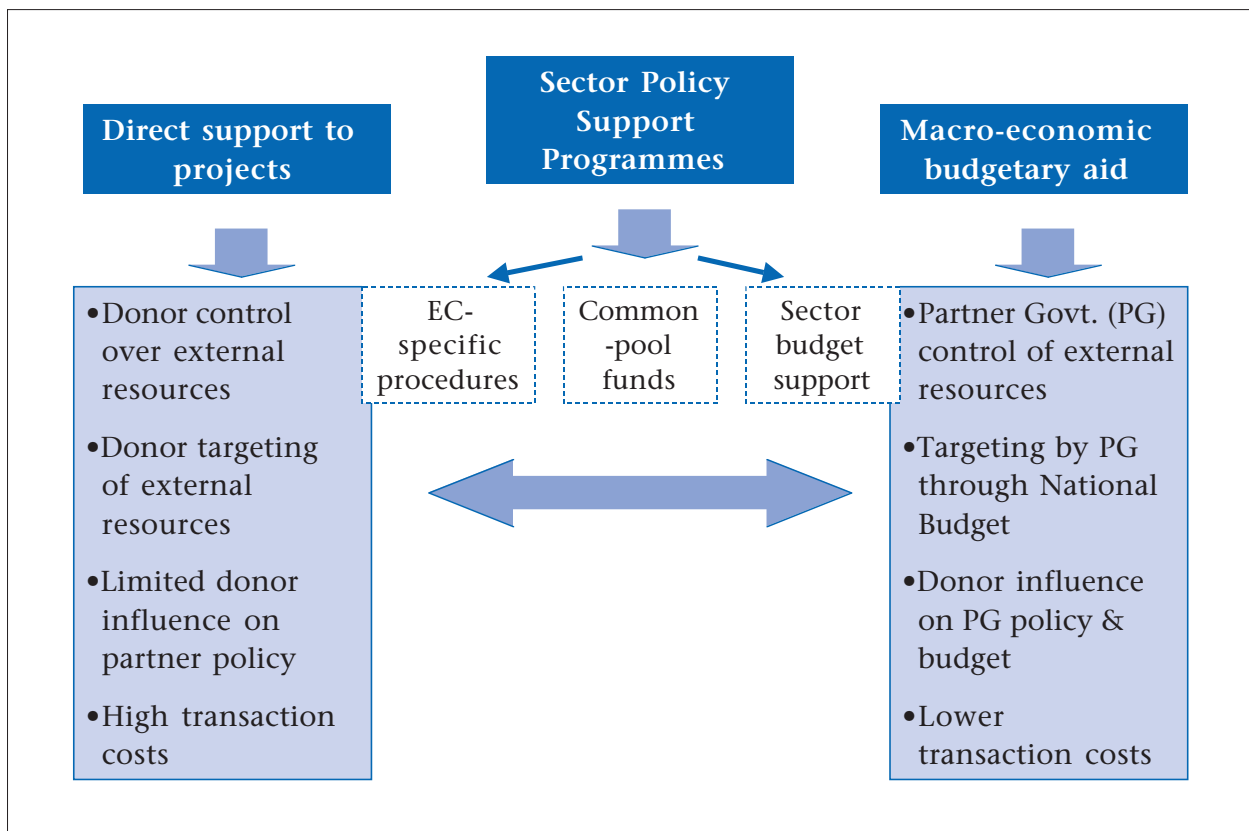 Direct support to
projects
Sector Policy
Support
Programmes
Macro-economic
budgetary aid
•Donor control
over external
resources
•Donor targeting
of external
resources
•Limited donor
influence on
partner policy
•High transaction
costs
EC-
specific
procedures
Common
-pool
funds
Sector
budget
support
•Partner Govt. (PG)
control of external
resources
•Targeting by PG
through National
Budget
•Donor influence
on PG policy &
budget
•Lower
transaction costs